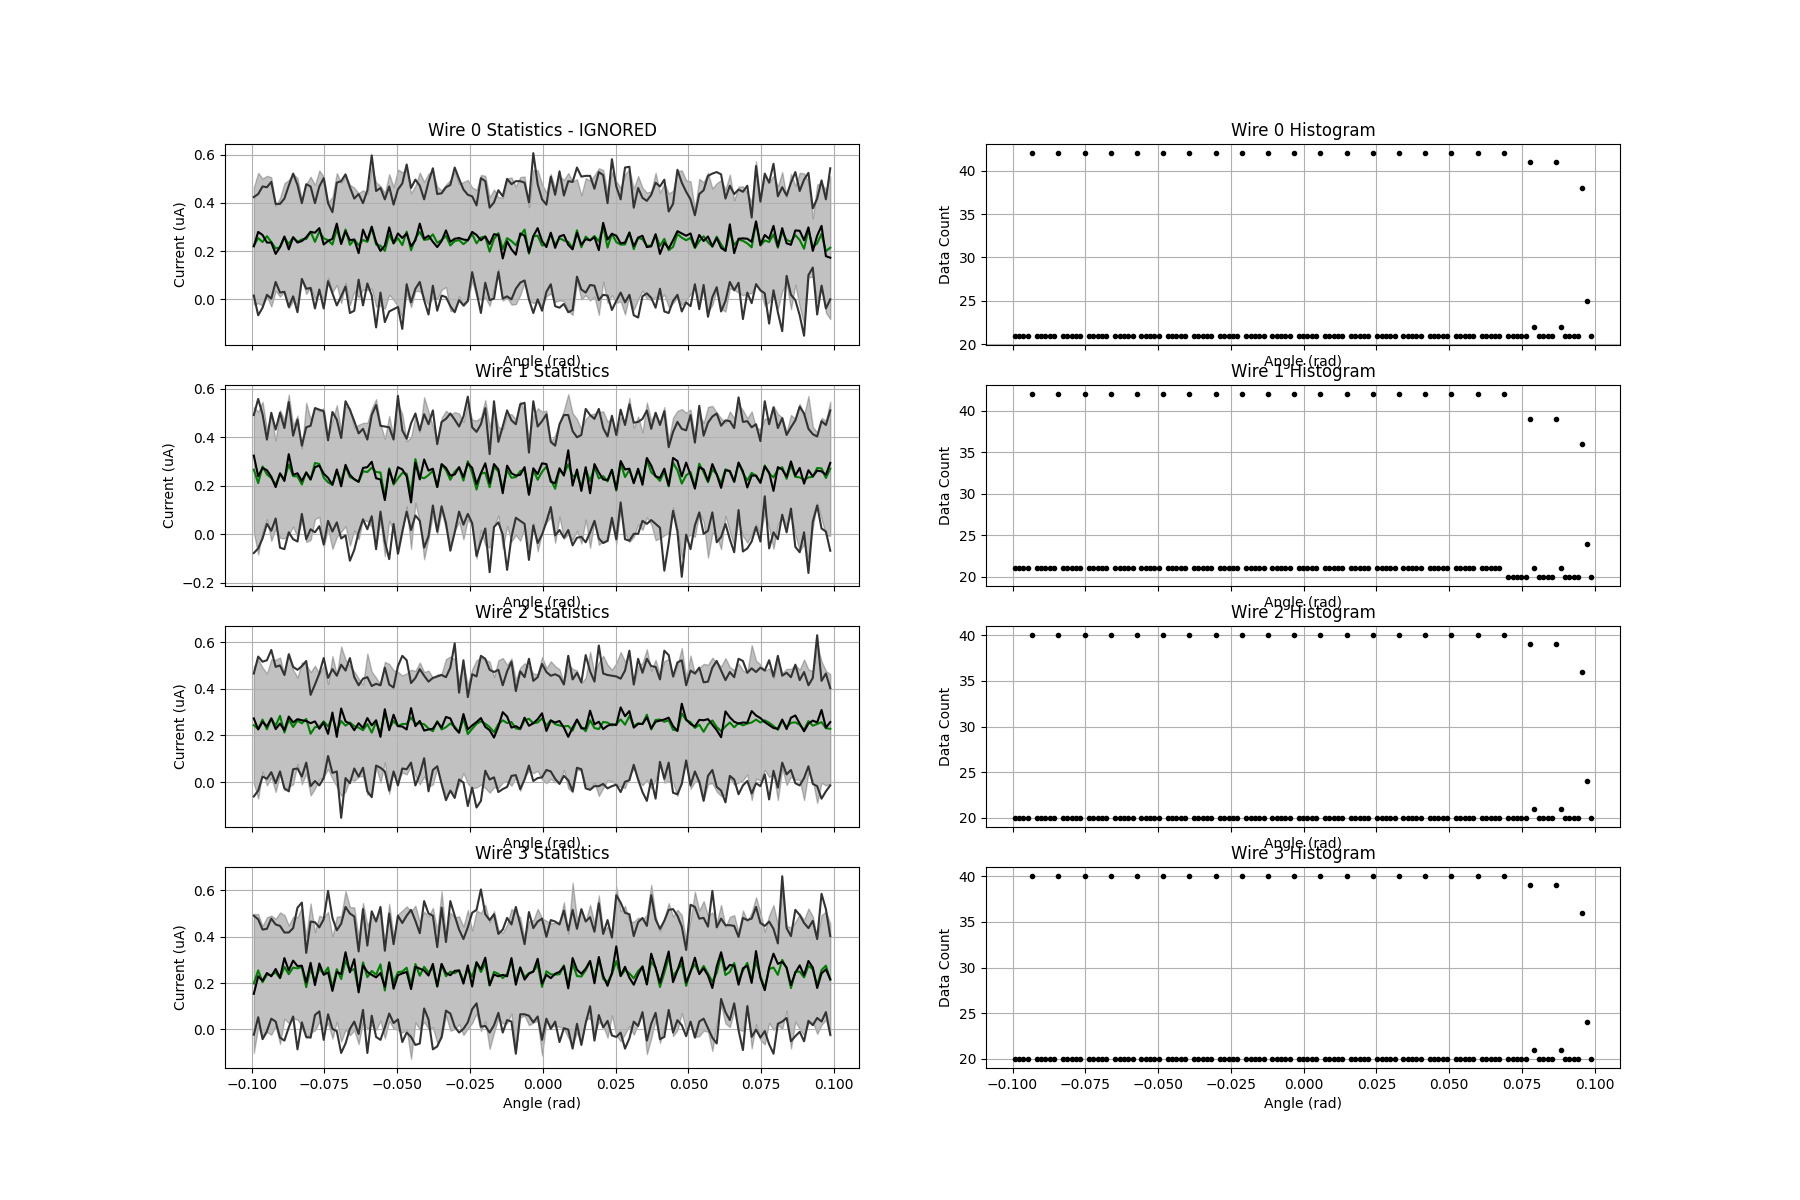 Wire 0 Statistics - IGNORED
0.6
0.4
0.2
0.0
Current (uA)
Angle (rad)
Wire 0 Histogram
40
35
30
25
20
Data Count
Angle (rad)
Wire 1 Statistics
0.6
0.4
0.2
0.0
−0.2
Current (uA)
Angle (rad)
Wire 1 Histogram
40
35
30
25
20
Data Count
Angle (rad)
Wire 2 Statistics
0.6
0.4
0.2
0.0
Current (uA)
Angle (rad)
Wire 2 Histogram
40
35
30
25
20
Data Count
Angle (rad)
Wire 3 Statistics
0.6
0.4
0.2
0.0
Current (uA)
−0.100 −0.075 −0.050 −0.025 0.000 0.025 0.050 0.075 0.100
Angle (rad)
Wire 3 Histogram
40
35
30
25
20
Data Count
−0.100 −0.075 −0.050 −0.025 0.000 0.025 0.050 0.075 0.100
Angle (rad)